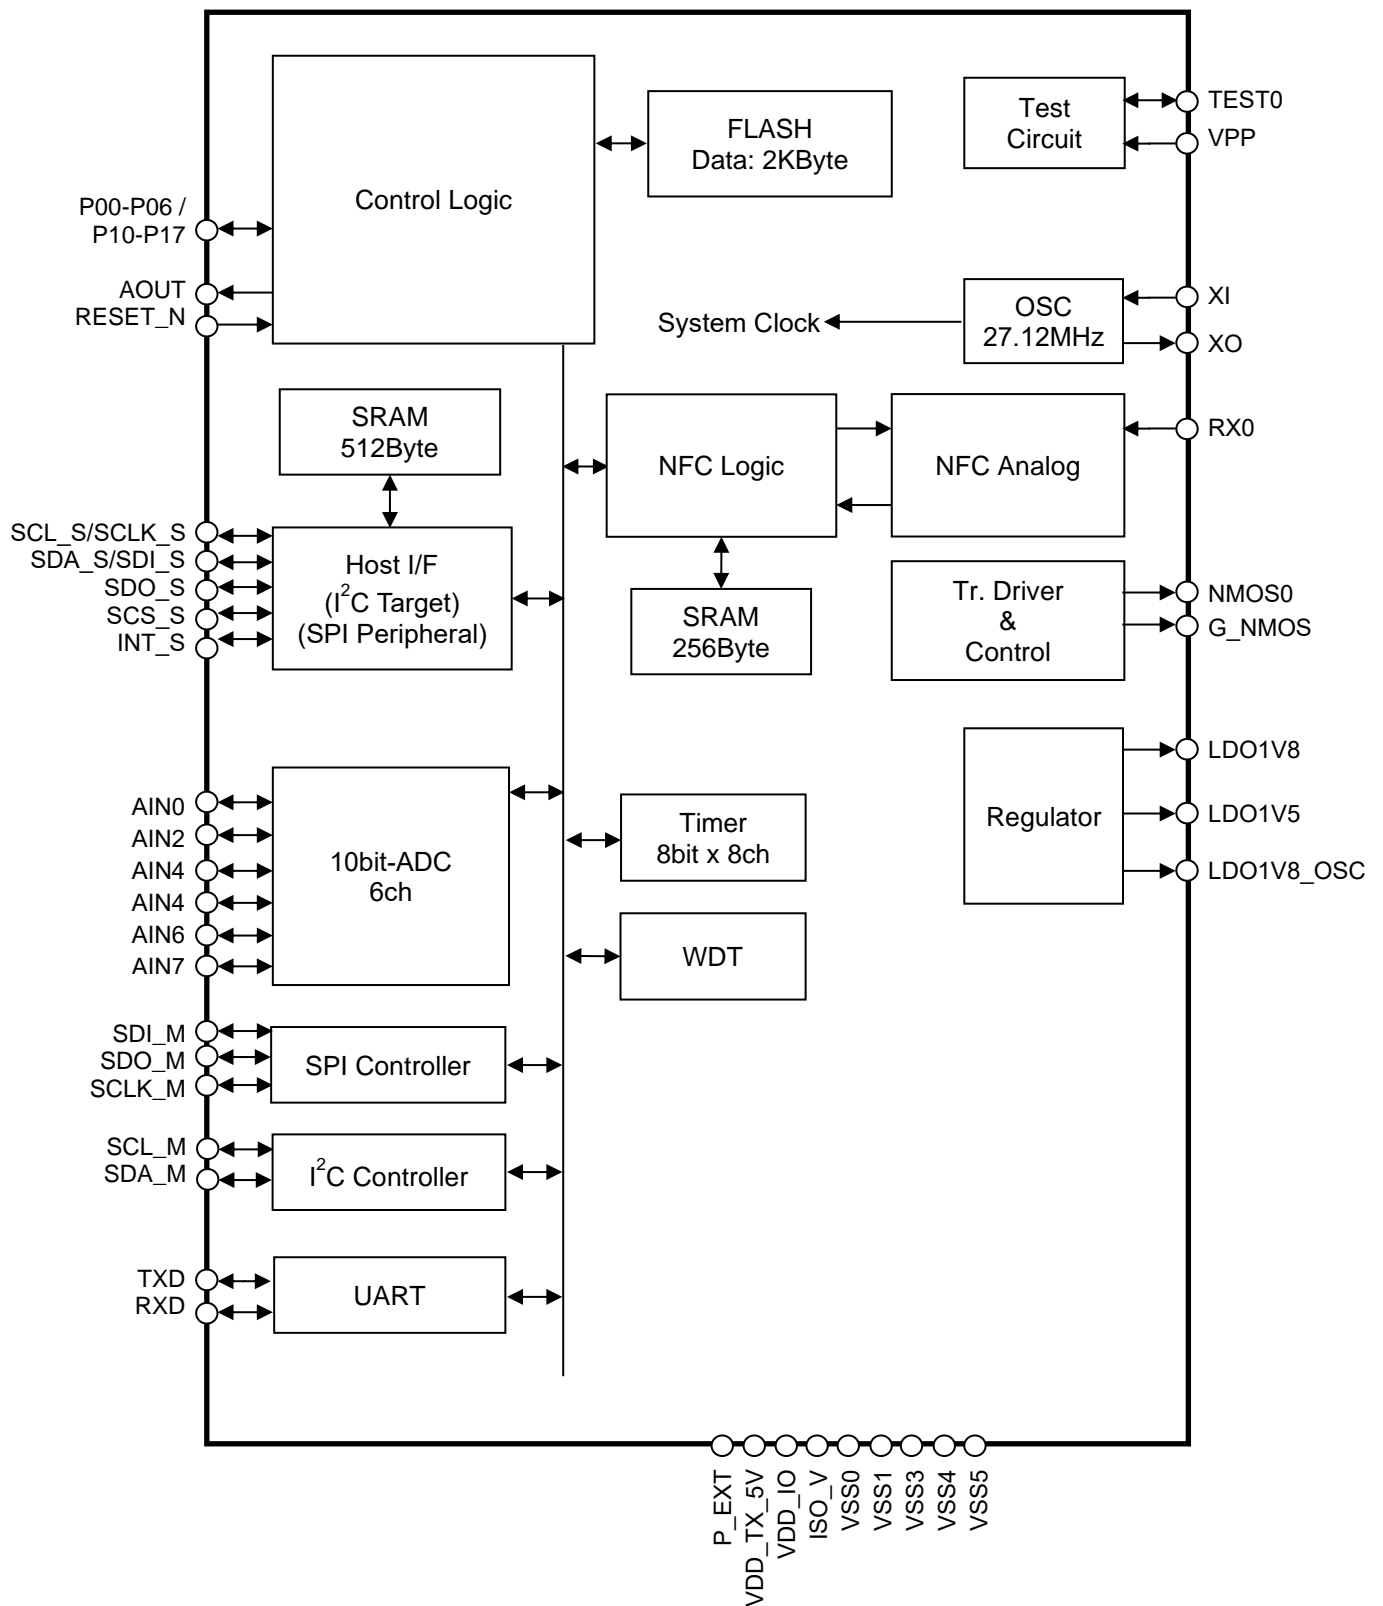 Control Logic
FLASH
Data: 2KByte
Test
Circuit
TEST0
VPP
P00-P06 /
P10-P17
AOUT
RESET_N
System Clock
OSC
27.12MHz
XI
XO
SRAM
512Byte
NFC Logic
NFC Analog
RX0
SCL_S/SCLK_S
SDA_S/SDI_S
SDO_S
SCS_S
INT_S
Host I/F
(I²C Target)
(SPI Peripheral)
SRAM
256Byte
Tr. Driver
&
Control
NMOS0
G_NMOS
Regulator
LDO1V8
LDO1V5
LDO1V8_OSC
AIN0
AIN2
AIN4
AIN4
AIN6
AIN7
10bit-ADC
6ch
Timer
8bit x 8ch
WDT
SDI_M
SDO_M
SCLK_M
SPI Controller
SCL_M
SDA_M
I²C Controller
TXD
RXD
UART
P_EXT
VDD_TX_5V
VDD_IO
ISO_V
VSS0
VSS1
VSS3
VSS4
VSS5